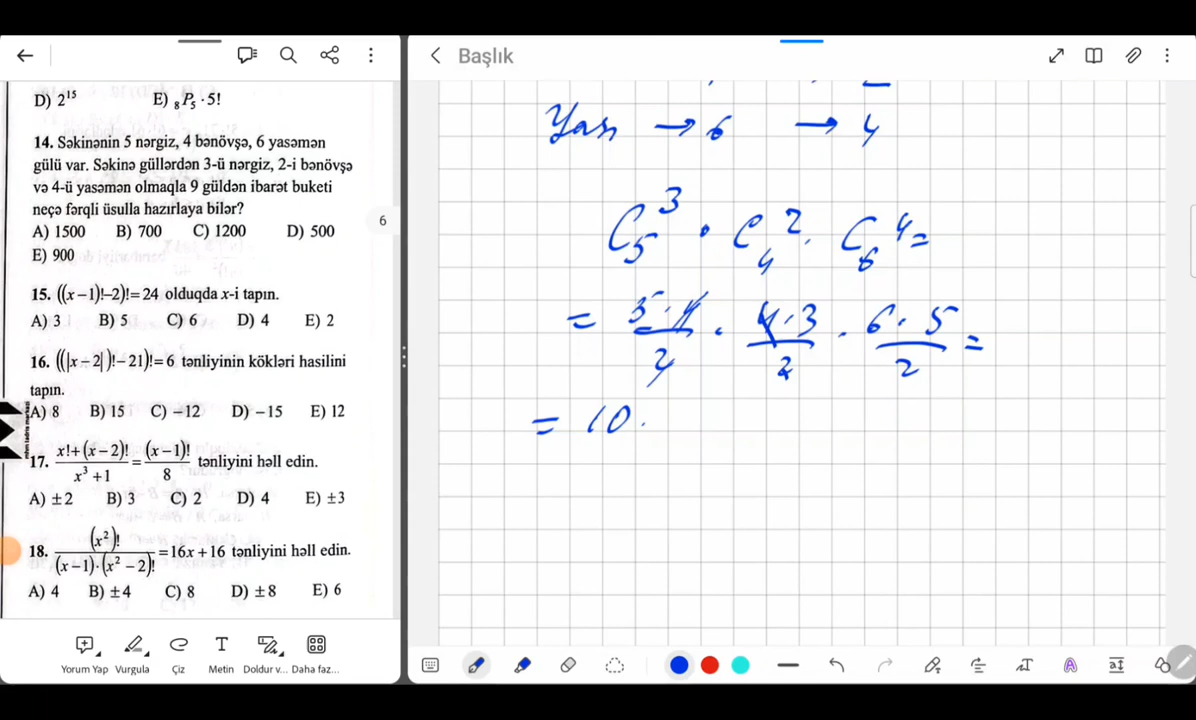 Başlık
D) 2¹⁵ E) ₈P₅ · 5!
14. Səkinənin 5 nərgiz, 4 bənövşə, 6 yasəmən
gülü var. Səkinə güllərdən 3-ü nərgiz, 2-i bənövşə
və 4-ü yasəmən olmaqla 9 güldən ibarət buketi
neçə fərqli üsulla hazırlaya bilər?
A) 1500 B) 700 C) 1200 D) 500
E) 900
6
15. ((x−1)!−2)!=24 olduqda x-i tapın.
A) 3 B) 5 C) 6 D) 4 E) 2
16. ((|x−2|)!−21)!=6 tənliyinin kökləri hasilini
tapın.
A) 8 B) 15 C) −12 D) −15 E) 12
17. (x!+(x−2)!)/(x³+1) = (x−1)!/8 tənliyini həll edin.
A) ±2 B) 3 C) 2 D) 4 E) ±3
18. (x²)!/((x−1)·(x²−2)!) =16x+16 tənliyini həll edin.
A) 4 B) ±4 C) 8 D) ±8 E) 6
Yorum Yap Vurgula Çiz Metin Doldur v... Daha faz...
Yas → 6 → 4
C₅³ · C₄² · C₆⁴ =
= 5·4/2 · 4·3/2 · 6·5/2 =
= 10·